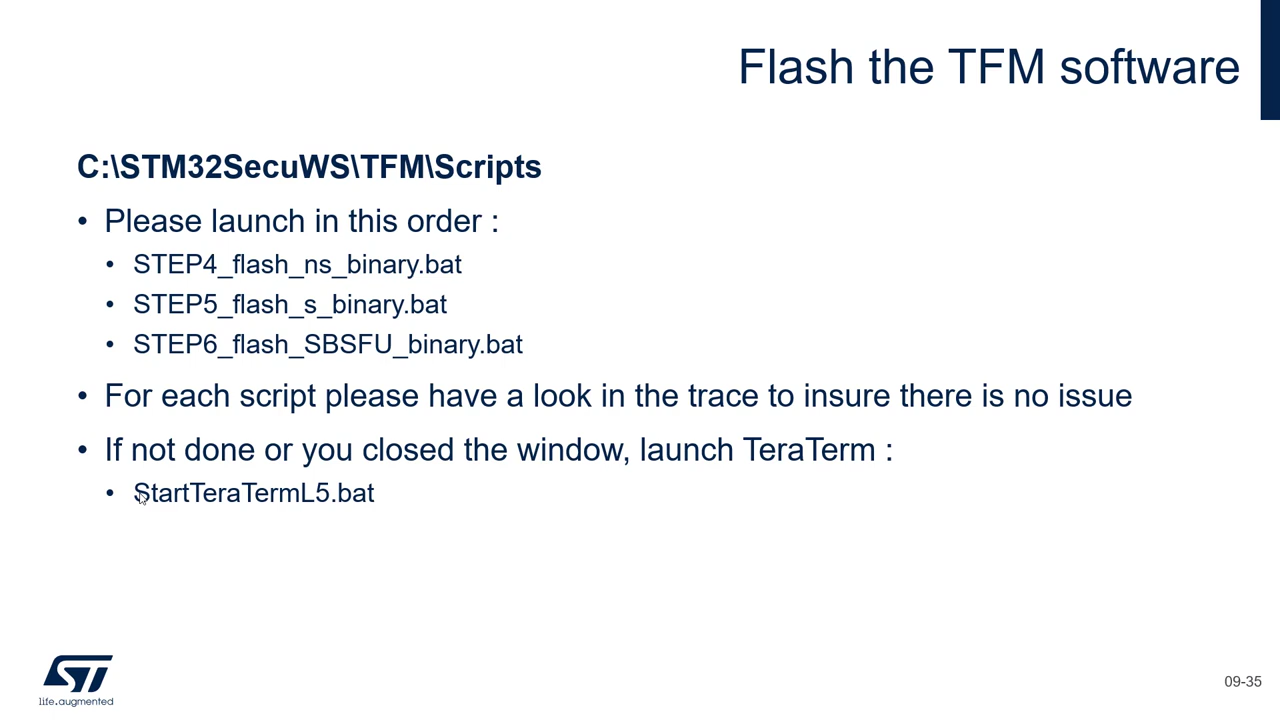 Flash the TFM software
C:\STM32SecuWS\TFM\Scripts
• Please launch in this order :
• STEP4_flash_ns_binary.bat
• STEP5_flash_s_binary.bat
• STEP6_flash_SBSFU_binary.bat
• For each script please have a look in the trace to insure there is no issue
• If not done or you closed the window, launch TeraTerm :
• StartTeraTermL5.bat
ST
life.augmented
09-35